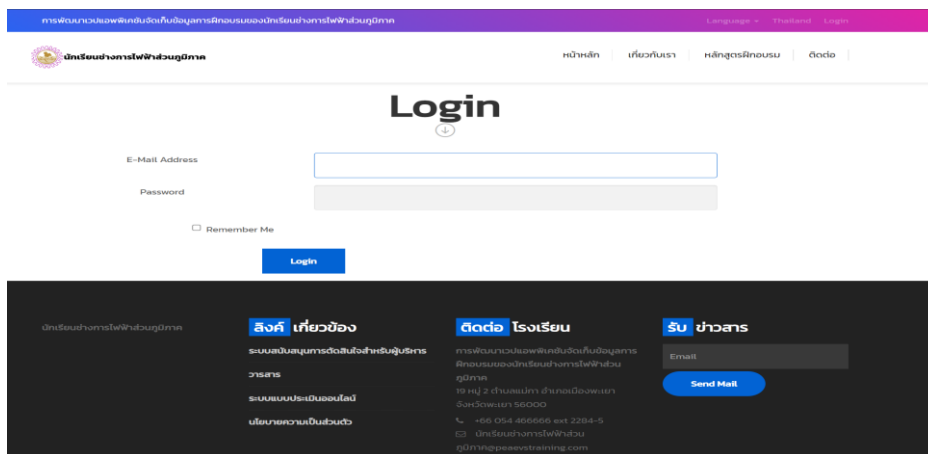 การพัฒนาเวปแอพพิเคชันจัดเก็บข้อมูลการฝึกอบรมของนักเรียนช่างการไฟฟ้าส่วนภูมิภาค
Language Thailand Login
นักเรียนช่างการไฟฟ้าส่วนภูมิภาค
หน้าหลัก เกี่ยวกับเรา หลักสูตรฝึกอบรม ติดต่อ
Login
E-Mail Address
Password
Remember Me
Login
นักเรียนช่างการไฟฟ้าส่วนภูมิภาค
ลิงค์ เกี่ยวข้อง
ระบบสนับสนุนการตัดสินใจสำหรับผู้บริหาร
วารสาร
ระบบแบบประเมินออนไลน์
นโยบายความเป็นส่วนตัว
ติดต่อ โรงเรียน
การพัฒนาเวปแอพพิเคชันจัดเก็บข้อมูลการ
ฝึกอบรมของนักเรียนช่างการไฟฟ้าส่วน
ภูมิภาค
19 หมู่ 2 ตำบลแม่กา อำเภอเมืองพะเยา
จังหวัดพะเยา 56000
+66 054 466666 ext 2284-5
นักเรียนช่างการไฟฟ้าส่วน
ภูมิภาค@peaevstraining.com
รับ ข่าวสาร
Email
Send Mail